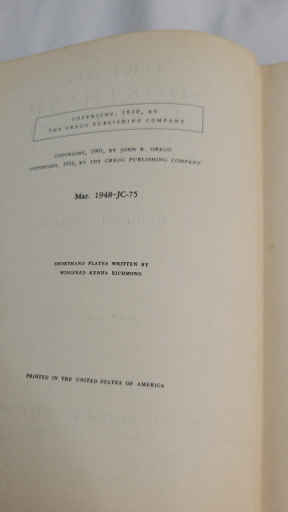 COPYRIGHT, 1930, BY
THE GREGG PUBLISHING COMPANY
COPYRIGHT, 1901, BY JOHN R. GREGG
COPYRIGHT, 1916, BY THE GREGG PUBLISHING COMPANY
Mar. 1948-JC-75
SHORTHAND PLATES WRITTEN BY
WINIFRED KENNA RICHMOND
PRINTED IN THE UNITED STATES OF AMERICA